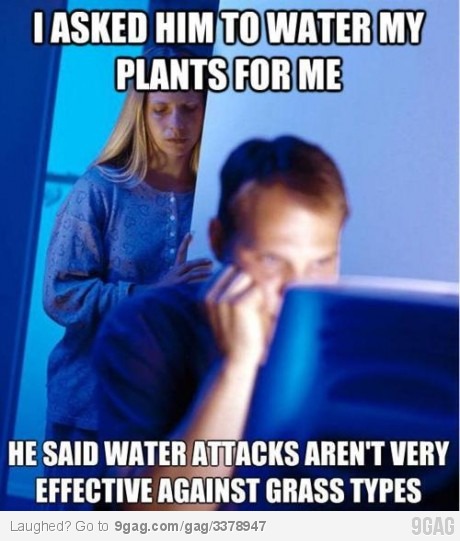 I ASKED HIM TO WATER MY
PLANTS FOR ME
HE SAID WATER ATTACKS AREN'T VERY
EFFECTIVE AGAINST GRASS TYPES
Laughed? Go to 9gag.com/gag/3378947
9GAG